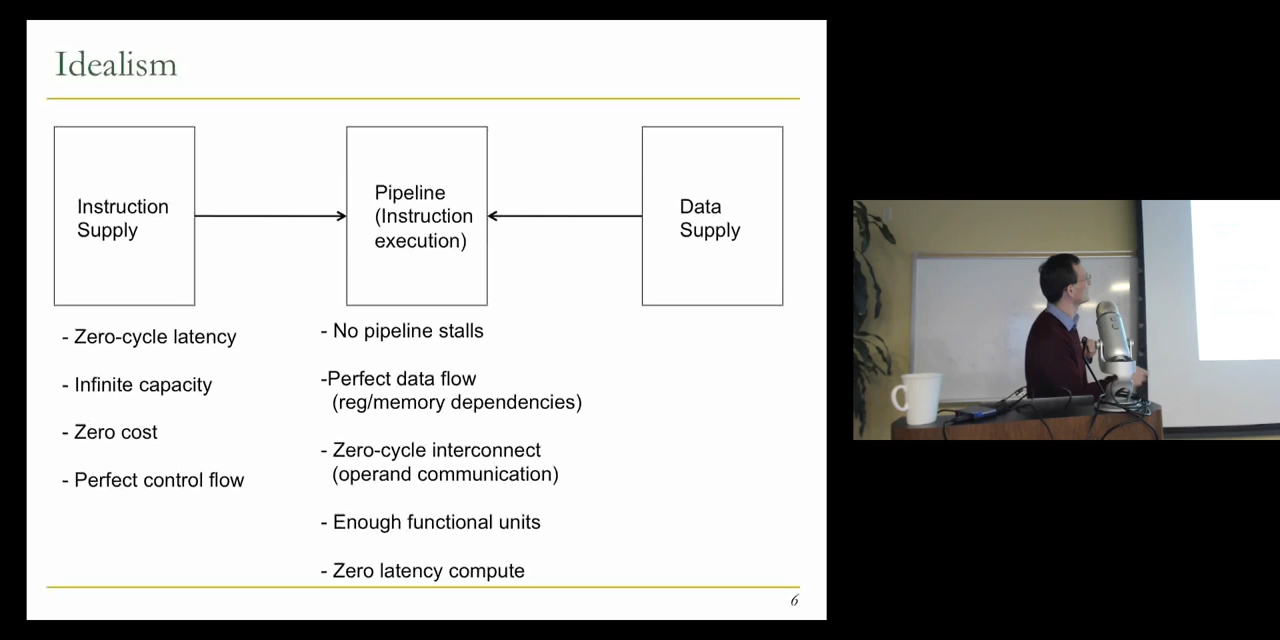 Idealism
Instruction
Supply
Pipeline
(Instruction
execution)
Data
Supply
- Zero-cycle latency
- Infinite capacity
- Zero cost
- Perfect control flow
- No pipeline stalls
-Perfect data flow
(reg/memory dependencies)
- Zero-cycle interconnect
(operand communication)
- Enough functional units
- Zero latency compute
6